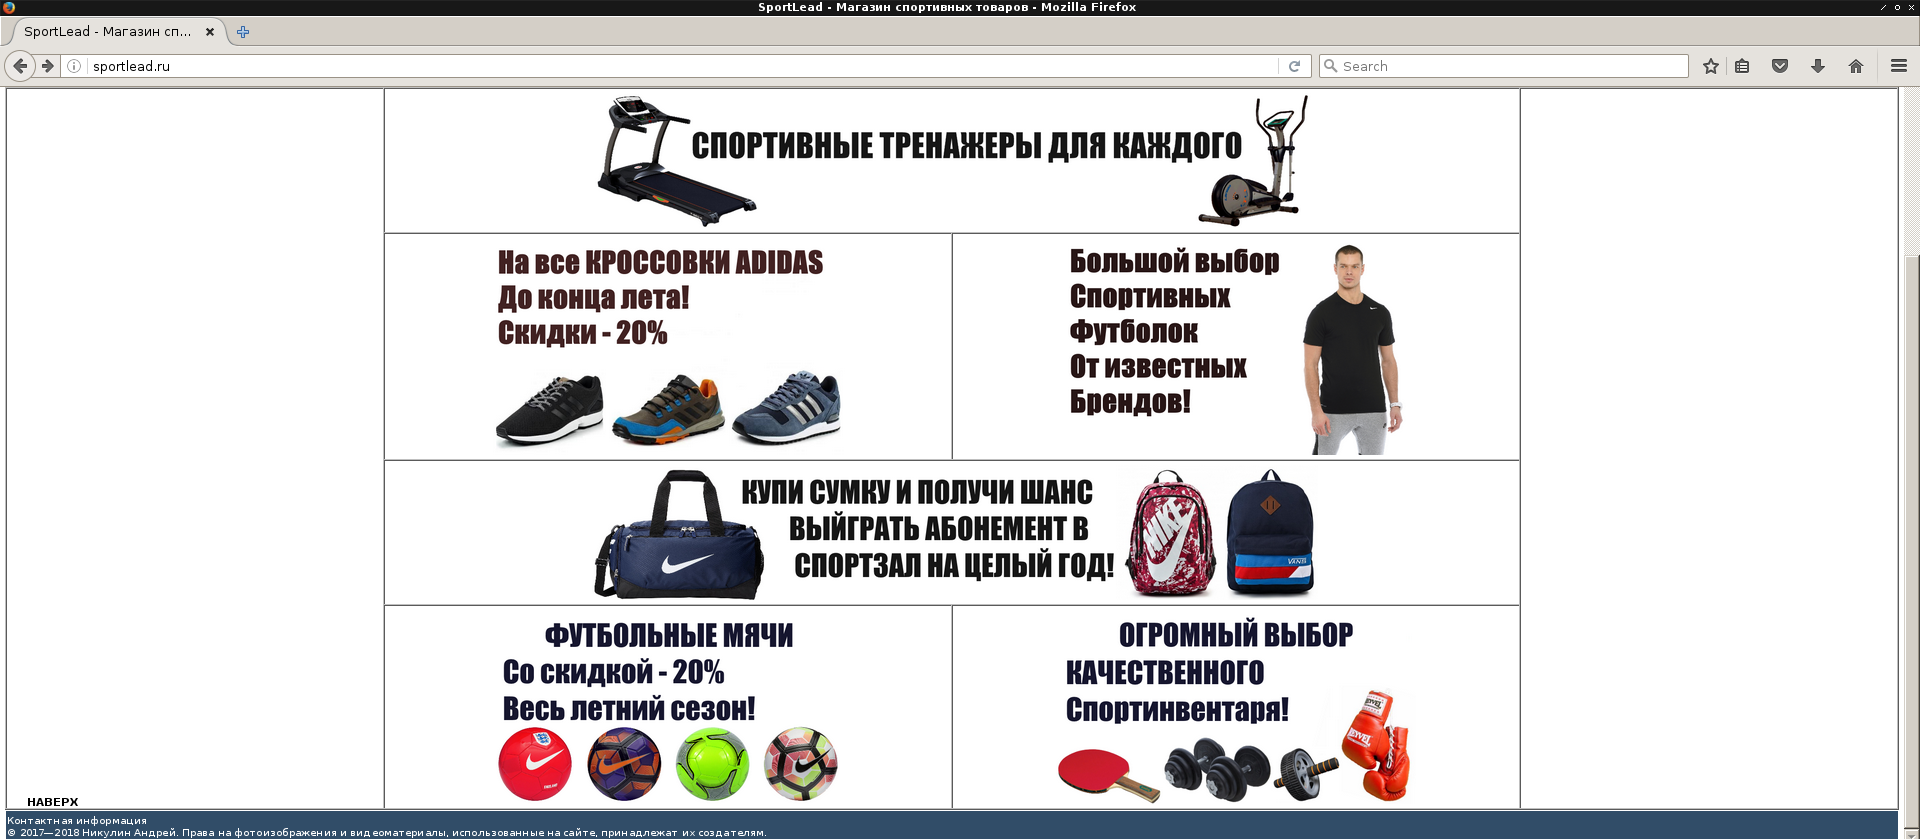 SportLead - Магазин спортивных товаров - Mozilla Firefox
SportLead - Магазин сп...
sportlead.ru
Search
СПОРТИВНЫЕ ТРЕНАЖЕРЫ ДЛЯ КАЖДОГО
На все КРОССОВКИ ADIDAS
До конца лета!
Скидки - 20%
Большой выбор
Спортивных
Футболок
От известных
Брендов!
КУПИ СУМКУ И ПОЛУЧИ ШАНС
ВЫЙГРАТЬ АБОНЕМЕНТ В
СПОРТЗАЛ НА ЦЕЛЫЙ ГОД!
NIKE
VANS
ФУТБОЛЬНЫЕ МЯЧИ
Со скидкой - 20%
Весь летний сезон!
ОГРОМНЫЙ ВЫБОР
КАЧЕСТВЕННОГО
Спортинвентаря!
НАВЕРХ
Контактная информация
© 2017—2018 Никулин Андрей. Права на фотоизображения и видеоматериалы, использованные на сайте, принадлежат их создателям.